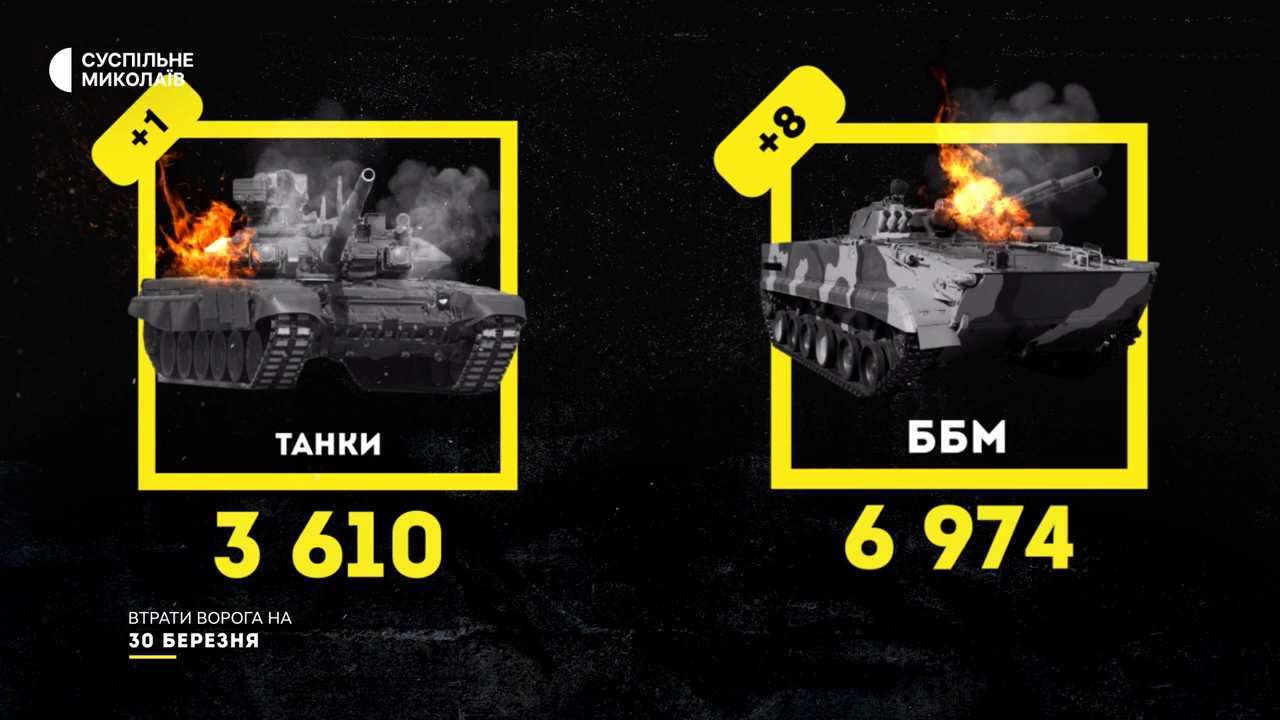 СУСПІЛЬНЕ
МИКОЛАЇВ
+1
+8
ТАНКИ
ББМ
3 610
6 974
ВТРАТИ ВОРОГА НА
30 БЕРЕЗНЯ